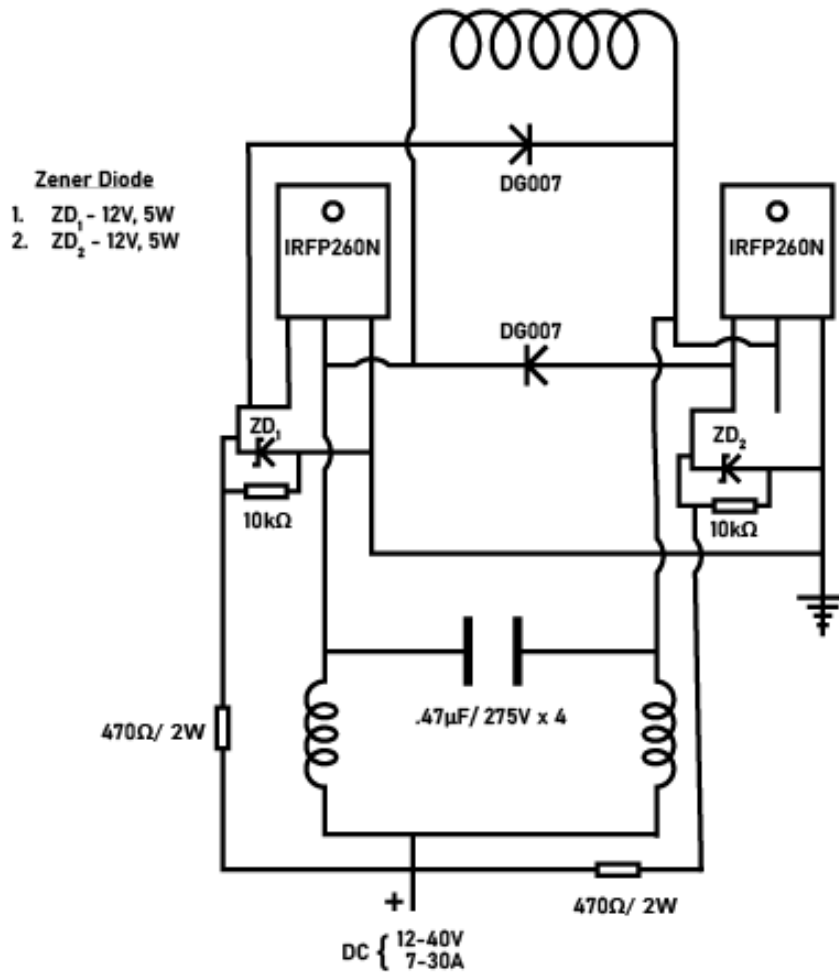 DG007
Zener Diode
1. ZD₁ - 12V, 5W
2. ZD₂ - 12V, 5W
IRFP260N
IRFP260N
DG007
ZD₁
ZD₂
10kΩ
10kΩ
.47µF/ 275V x 4
470Ω/ 2W
470Ω/ 2W
+
DC { 12-40V
7-30A